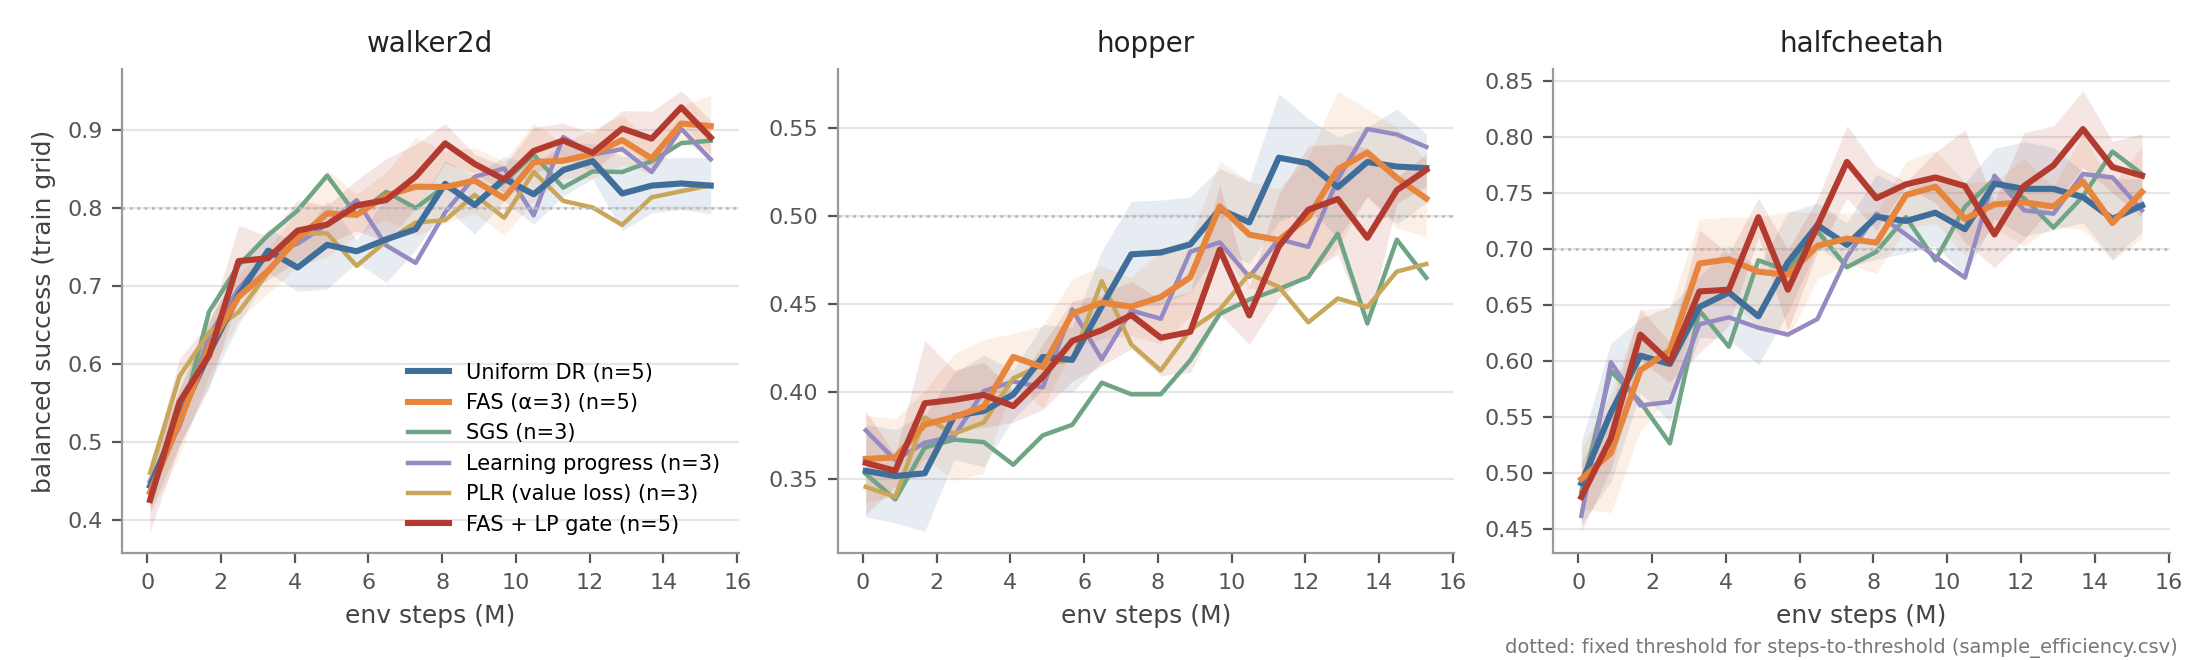 walker2d
hopper
halfcheetah
balanced success (train grid)
0.9
0.8
0.7
0.6
0.5
0.4
Uniform DR (n=5)
FAS (α=3) (n=5)
SGS (n=3)
Learning progress (n=3)
PLR (value loss) (n=3)
FAS + LP gate (n=5)
0 2 4 6 8 10 12 14 16
env steps (M)
0.55
0.50
0.45
0.40
0.35
0 2 4 6 8 10 12 14 16
env steps (M)
0.85
0.80
0.75
0.70
0.65
0.60
0.55
0.50
0.45
0 2 4 6 8 10 12 14 16
env steps (M)
dotted: fixed threshold for steps-to-threshold (sample_efficiency.csv)